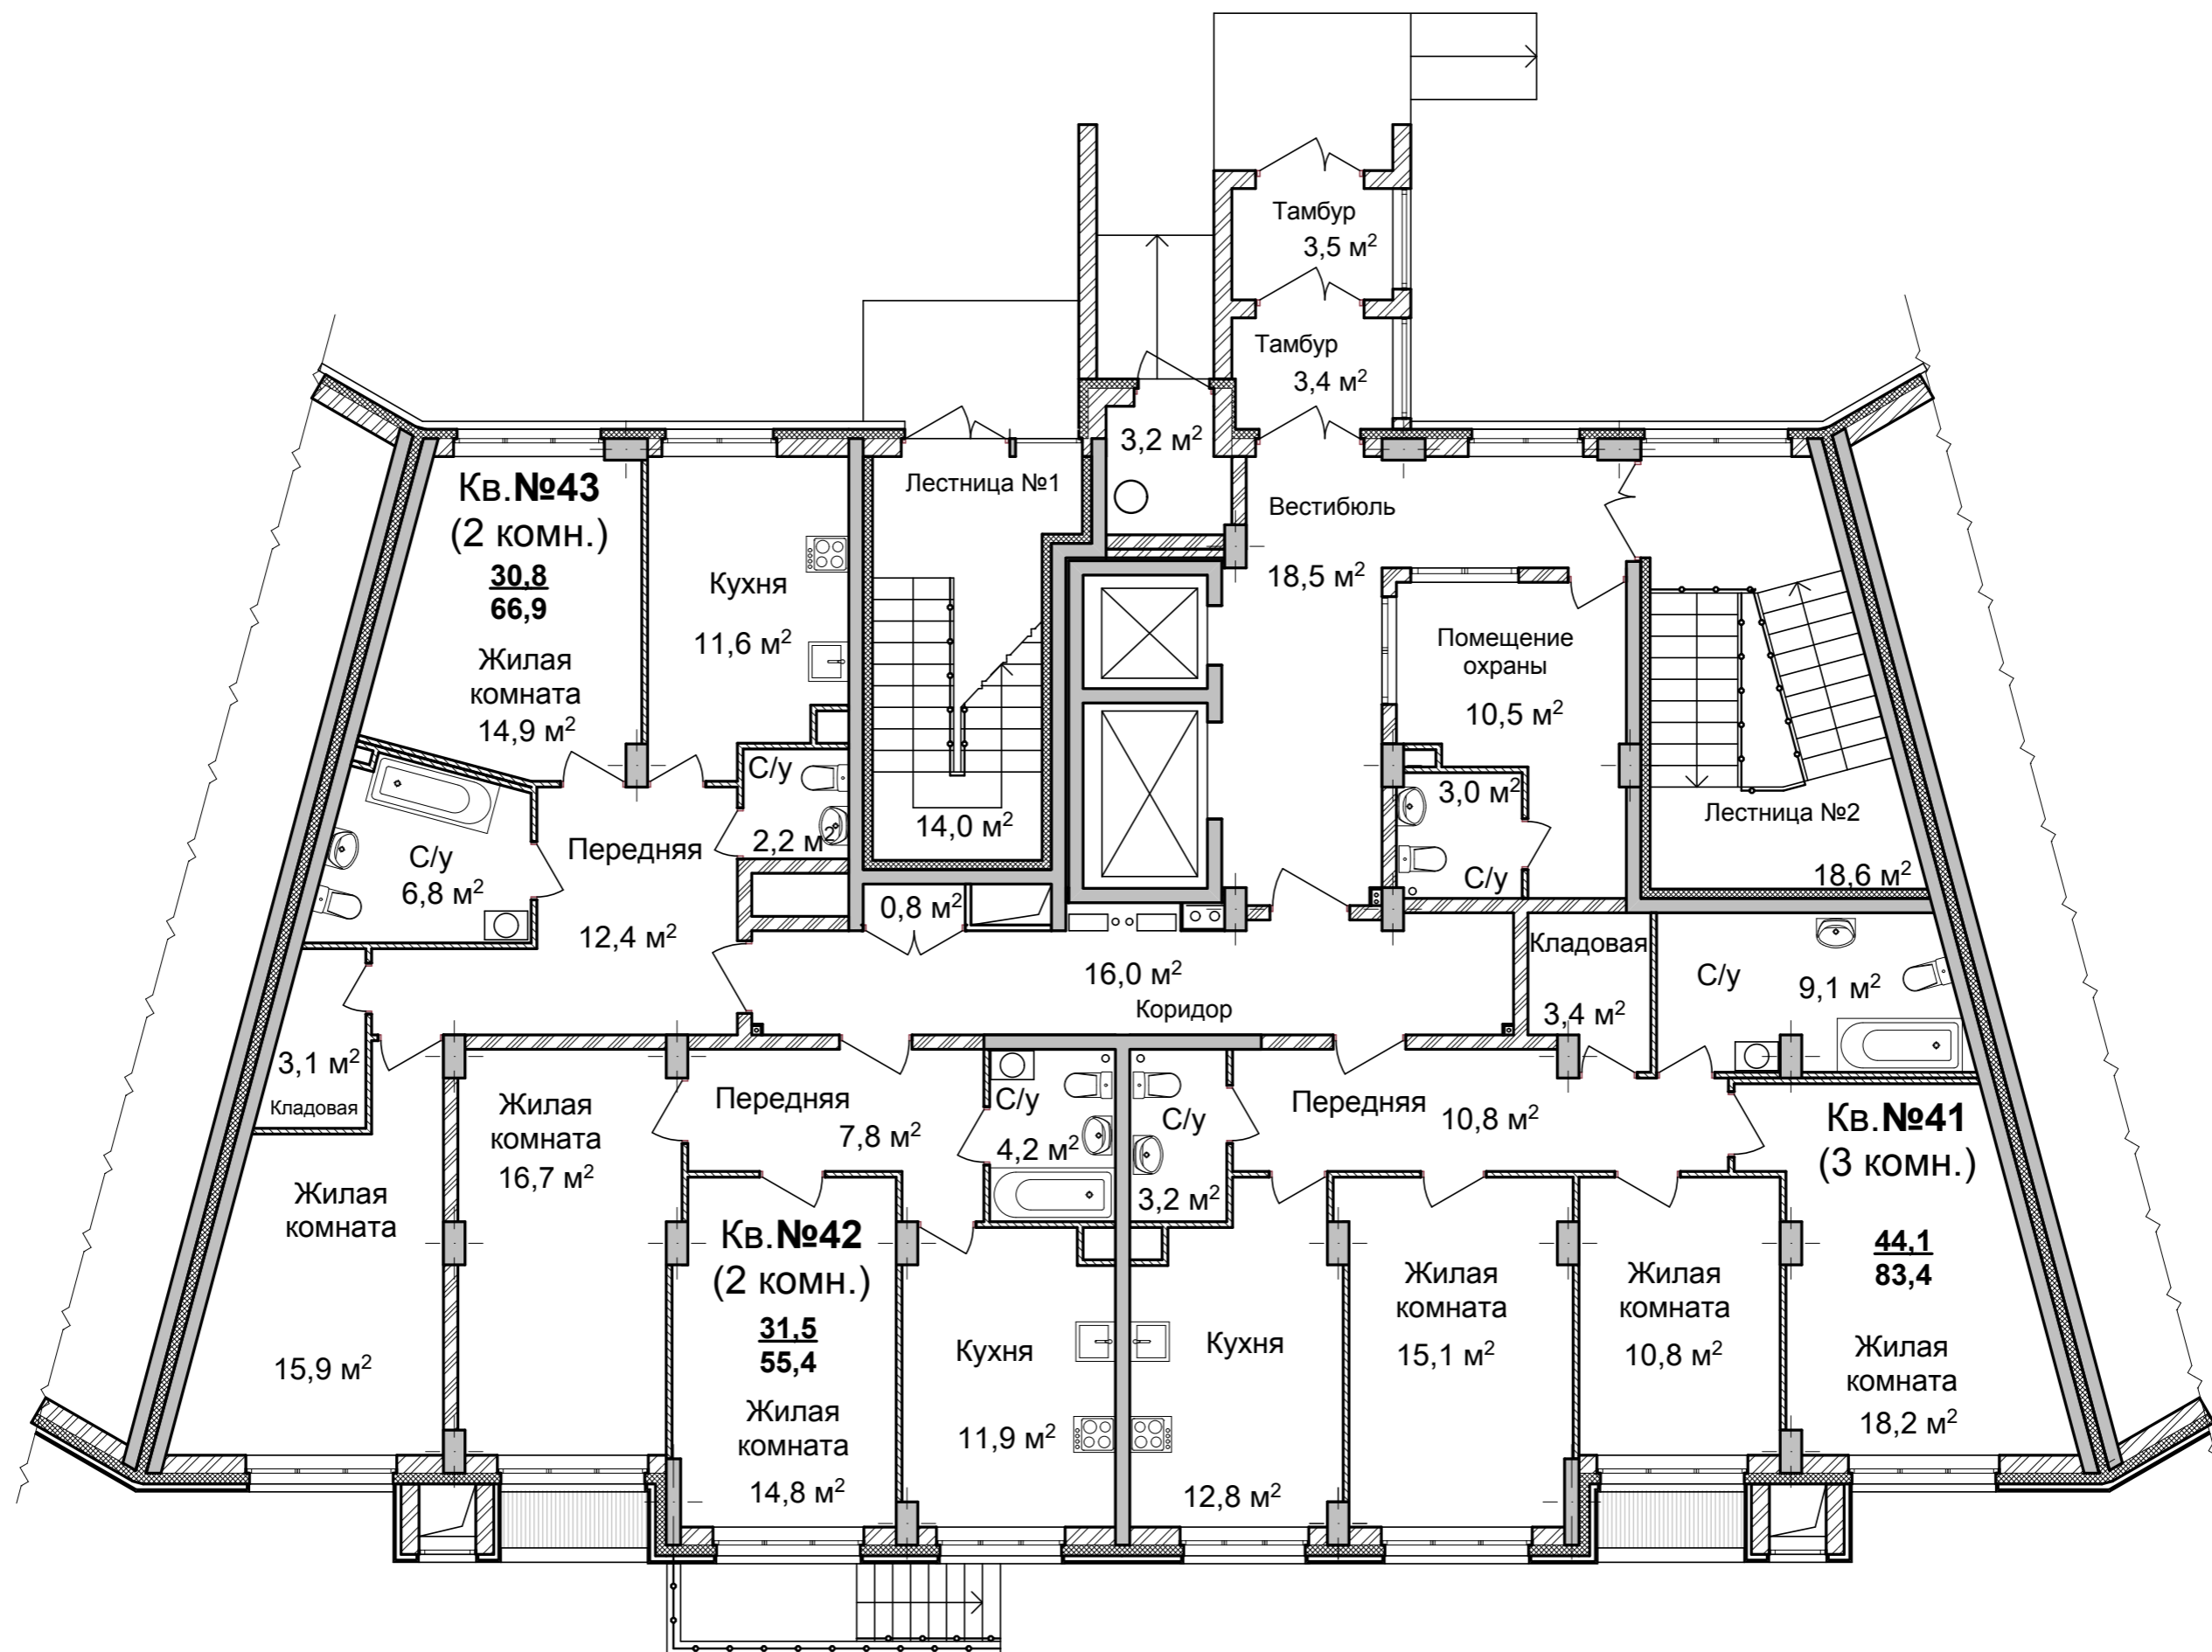 Тамбур
3,5 м²
Тамбур
3,4 м²
3,2 м²
Кв.№43
(2 комн.)
30,8
66,9
Жилая
комната
14,9 м²
Кухня
11,6 м²
Лестница №1
14,0 м²
Вестибюль
18,5 м²
Помещение
охраны
10,5 м²
3,0 м²
С/у
Лестница №2
18,6 м²
С/у
2,2 м²
Передняя
12,4 м²
С/у
6,8 м²
0,8 м²
16,0 м²
Коридор
Кладовая
3,4 м²
С/у
9,1 м²
3,1 м²
Кладовая
Жилая
комната
15,9 м²
Жилая
комната
16,7 м²
Передняя
7,8 м²
С/у
4,2 м²
С/у
3,2 м²
Передняя
10,8 м²
Кв.№41
(3 комн.)
44,1
83,4
Жилая
комната
18,2 м²
Кв.№42
(2 комн.)
31,5
55,4
Жилая
комната
14,8 м²
Кухня
11,9 м²
Кухня
12,8 м²
Жилая
комната
15,1 м²
Жилая
комната
10,8 м²